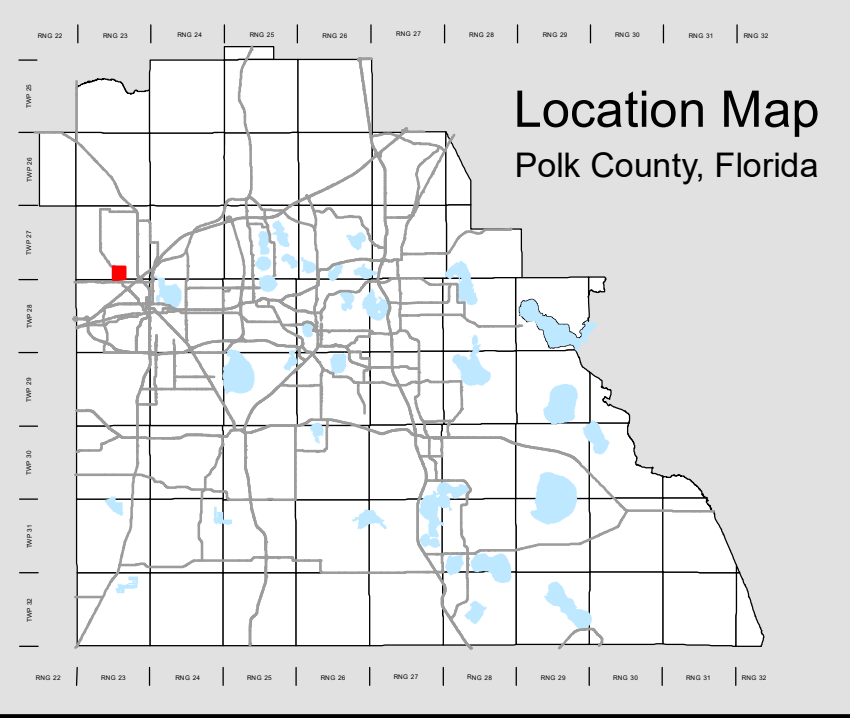 RNG 22 RNG 23 RNG 24 RNG 25 RNG 26 RNG 27 RNG 28 RNG 29 RNG 30 RNG 31 RNG 32
Location Map
Polk County, Florida
TWP 25
TWP 26
TWP 27
TWP 28
TWP 29
TWP 30
TWP 31
TWP 32
RNG 22 RNG 23 RNG 24 RNG 25 RNG 26 RNG 27 RNG 28 RNG 29 RNG 30 RNG 31 RNG 32